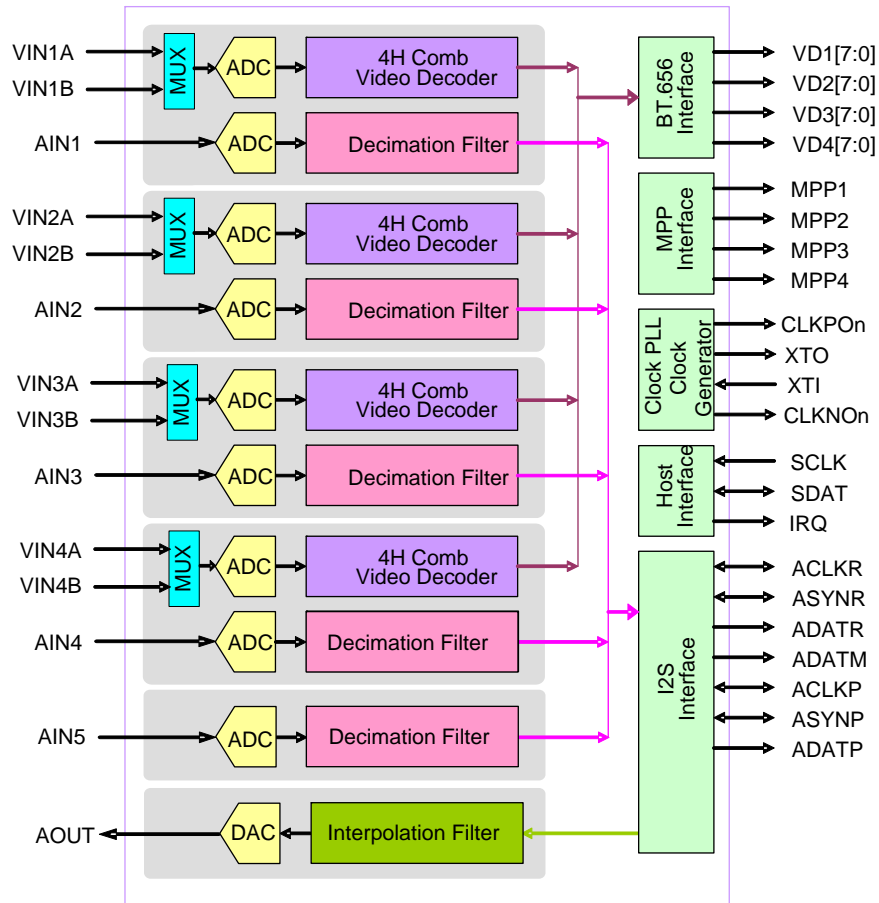 VIN1A
VIN1B
MUX
ADC
4H Comb
Video Decoder
AIN1
ADC
Decimation Filter
VIN2A
VIN2B
MUX
ADC
4H Comb
Video Decoder
AIN2
ADC
Decimation Filter
VIN3A
VIN3B
MUX
ADC
4H Comb
Video Decoder
AIN3
ADC
Decimation Filter
VIN4A
VIN4B
MUX
ADC
4H Comb
Video Decoder
AIN4
ADC
Decimation Filter
AIN5
ADC
Decimation Filter
AOUT
DAC
Interpolation Filter
BT.656
Interface
VD1[7:0]
VD2[7:0]
VD3[7:0]
VD4[7:0]
MPP
Interface
MPP1
MPP2
MPP3
MPP4
Clock PLL
Clock
Generator
CLKPOn
XTO
XTI
CLKNOn
Host
Interface
SCLK
SDAT
IRQ
I2S
Interface
ACLKR
ASYNR
ADATR
ADATM
ACLKP
ASYNP
ADATP